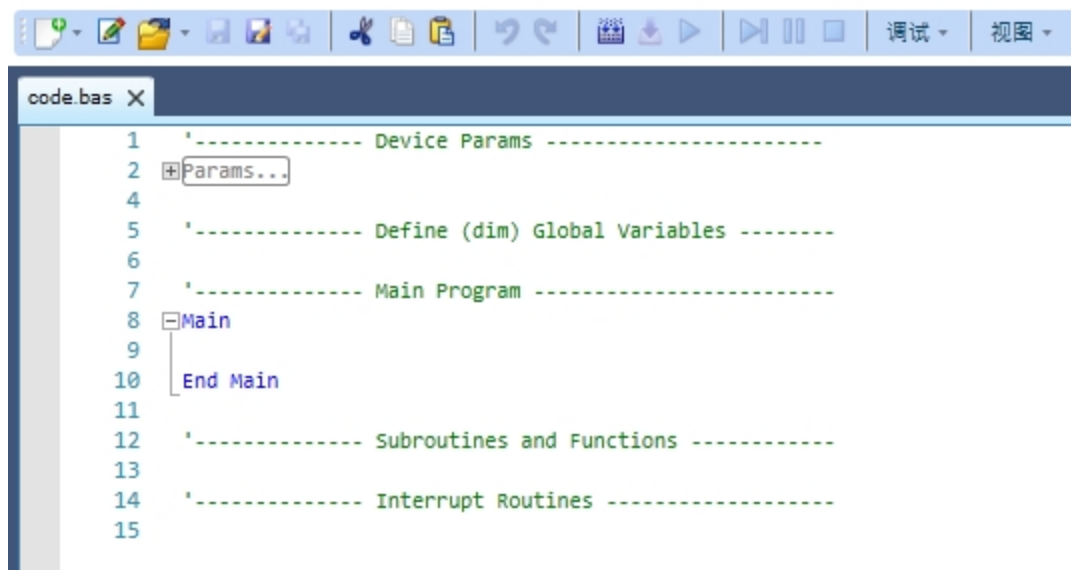 调试 视图
code.bas
1 '-------------- Device Params -----------------------
2 Params...
4
5 '-------------- Define (dim) Global Variables --------
6
7 '-------------- Main Program -------------------------
8 Main
9
10 End Main
11
12 '-------------- Subroutines and Functions ------------
13
14 '-------------- Interrupt Routines -------------------
15